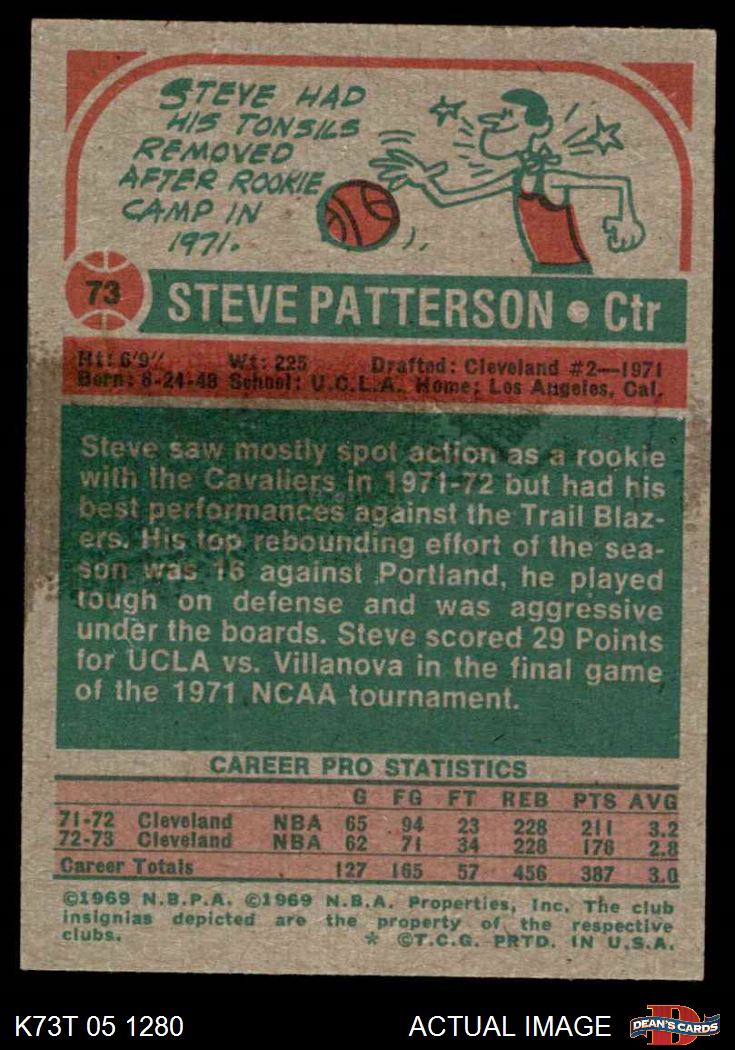 STEVE HAD
HIS TONSILS
REMOVED
AFTER ROOKIE
CAMP IN
1971.
73
STEVE PATTERSON • Ctr
Ht: 6'9" Wt: 225 Drafted: Cleveland #2—1971
Born: 6-24-48 School: U.C.L.A. Home: Los Angeles, Cal.
Steve saw mostly spot action as a rookie
with the Cavaliers in 1971-72 but had his
best performances against the Trail Blaz-
ers. His top rebounding effort of the sea-
son was 16 against Portland, he played
tough on defense and was aggressive
under the boards. Steve scored 29 Points
for UCLA vs. Villanova in the final game
of the 1971 NCAA tournament.
CAREER PRO STATISTICS
G FG FT REB PTS AVG
71-72 Cleveland NBA 65 94 23 228 211 3.2
72-73 Cleveland NBA 62 71 34 228 176 2.8
Career Totals 127 165 57 456 387 3.0
©1969 N.B.P.A. ©1969 N.B.A. Properties, Inc. The club
insignias depicted are the property of the respective
clubs. * ©T.C.G. PRTD. IN U.S.A.
K73T 05 1280 ACTUAL IMAGE DEAN'S CARDS